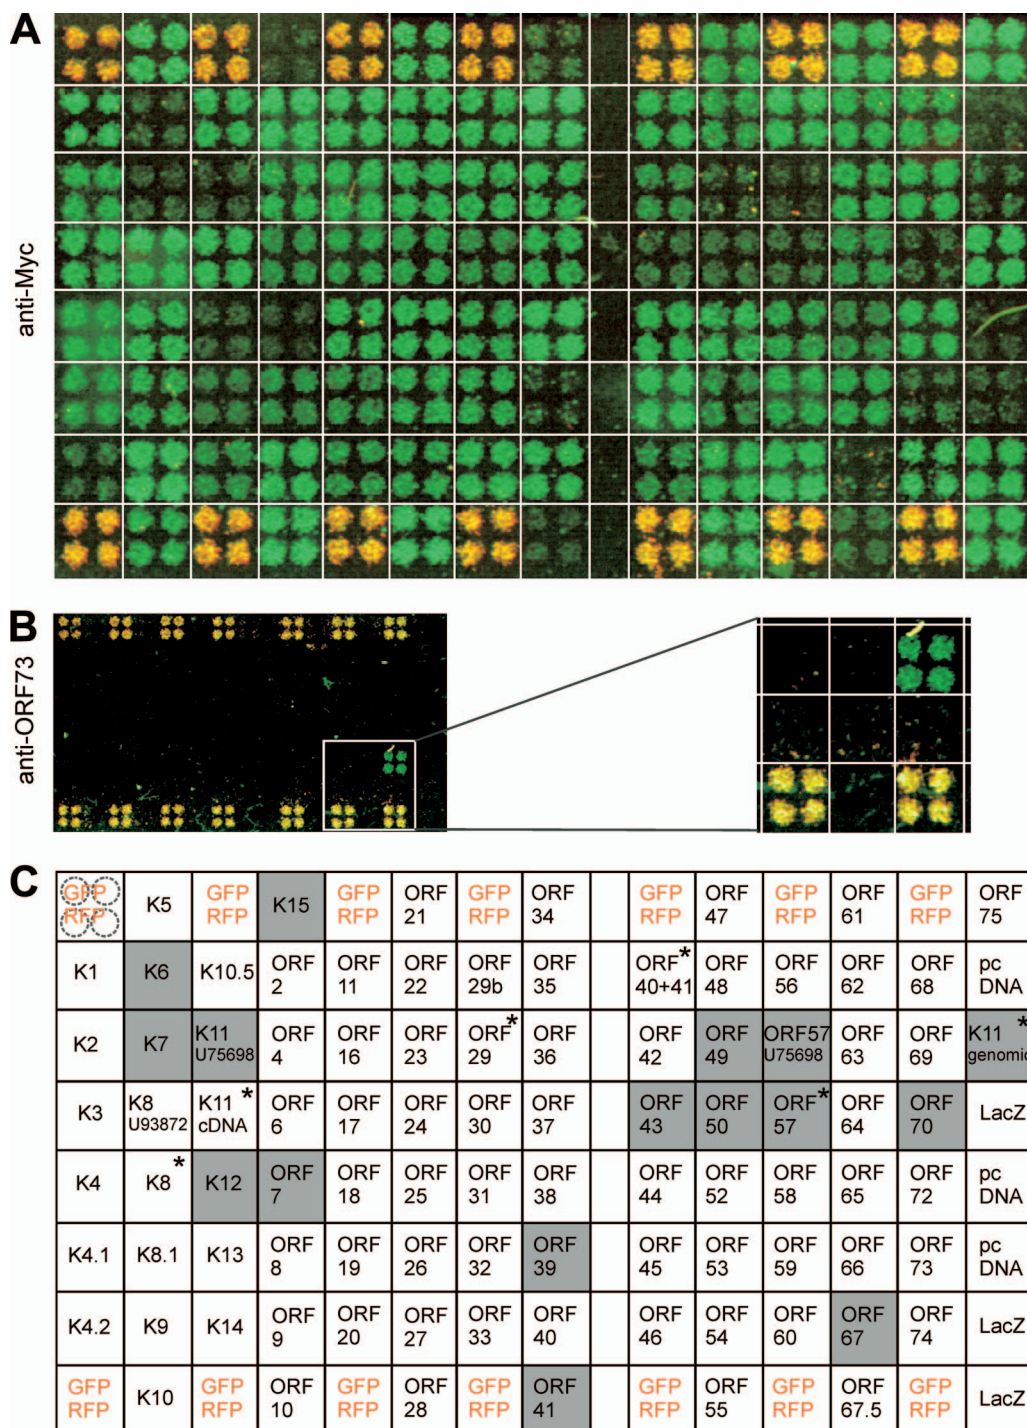 A
anti-Myc
B
anti-ORF73
C
GFP RFP K5 GFP RFP K15 GFP RFP ORF 21 GFP RFP ORF 34 GFP RFP ORF 47 GFP RFP ORF 61 GFP RFP ORF 75
K1 K6 K10.5 ORF 2 ORF 11 ORF 22 ORF 29b ORF 35 ORF* 40+41 ORF 48 ORF 56 ORF 62 ORF 68 pc DNA
K2 K7 K11 U75698 ORF 4 ORF 16 ORF 23 ORF* 29 ORF 36 ORF 42 ORF 49 ORF57 U75698 ORF 63 ORF 69 K11 * genomic
K3 K8 U93872 K11 * cDNA ORF 6 ORF 17 ORF 24 ORF 30 ORF 37 ORF 43 ORF 50 ORF* 57 ORF 64 ORF 70 LacZ
K4 K8* K12 ORF 7 ORF 18 ORF 25 ORF 31 ORF 38 ORF 44 ORF 52 ORF 58 ORF 65 ORF 72 pc DNA
K4.1 K8.1 K13 ORF 8 ORF 19 ORF 26 ORF 32 ORF 39 ORF 45 ORF 53 ORF 59 ORF 66 ORF 73 pc DNA
K4.2 K9 K14 ORF 9 ORF 20 ORF 27 ORF 33 ORF 40 ORF 46 ORF 54 ORF 60 ORF 67 ORF 74 LacZ
GFP RFP K10 GFP RFP ORF 10 GFP RFP ORF 28 GFP RFP ORF 41 GFP RFP ORF 55 GFP RFP ORF 67.5 GFP RFP LacZ